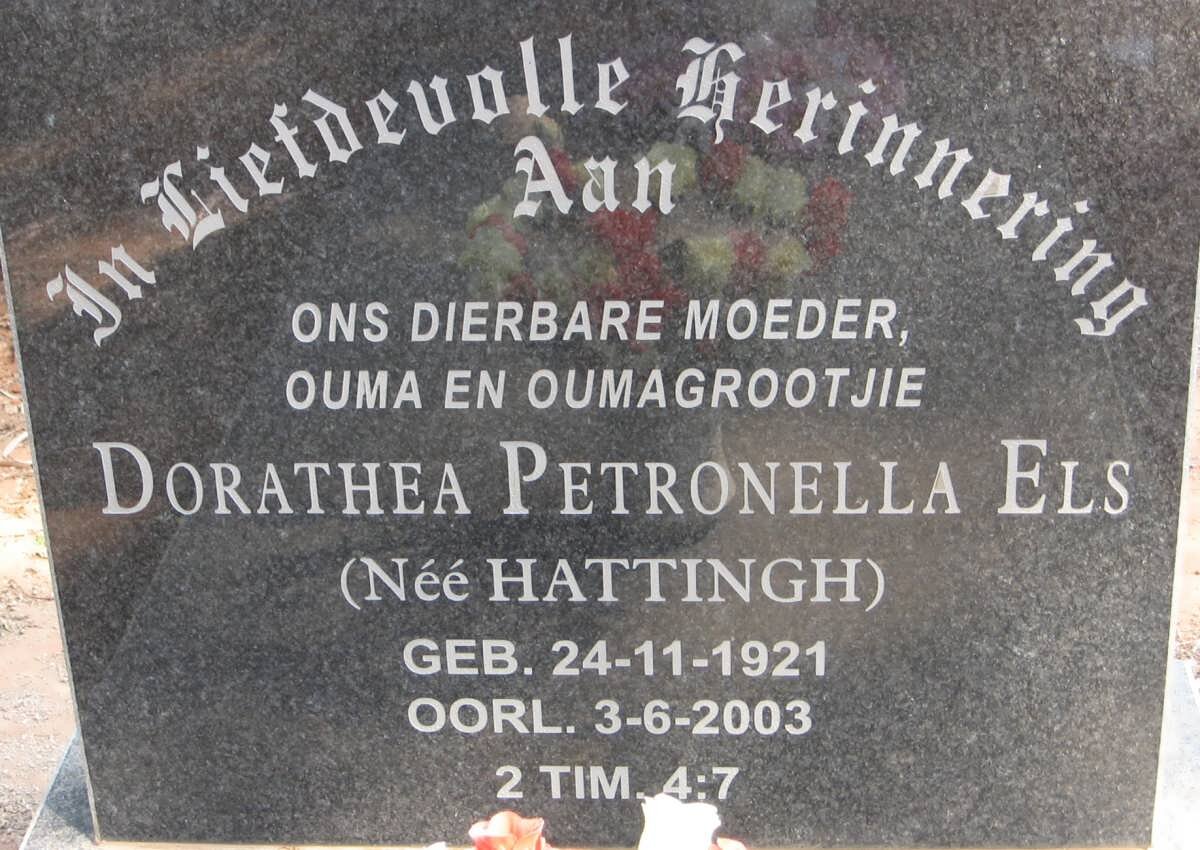 In Liefdevolle Herinnering
Aan
ONS DIERBARE MOEDER,
OUMA EN OUMAGROOTJIE
DORATHEA PETRONELLA ELS
(Néé HATTINGH)
GEB. 24-11-1921
OORL. 3-6-2003
2 TIM. 4:7